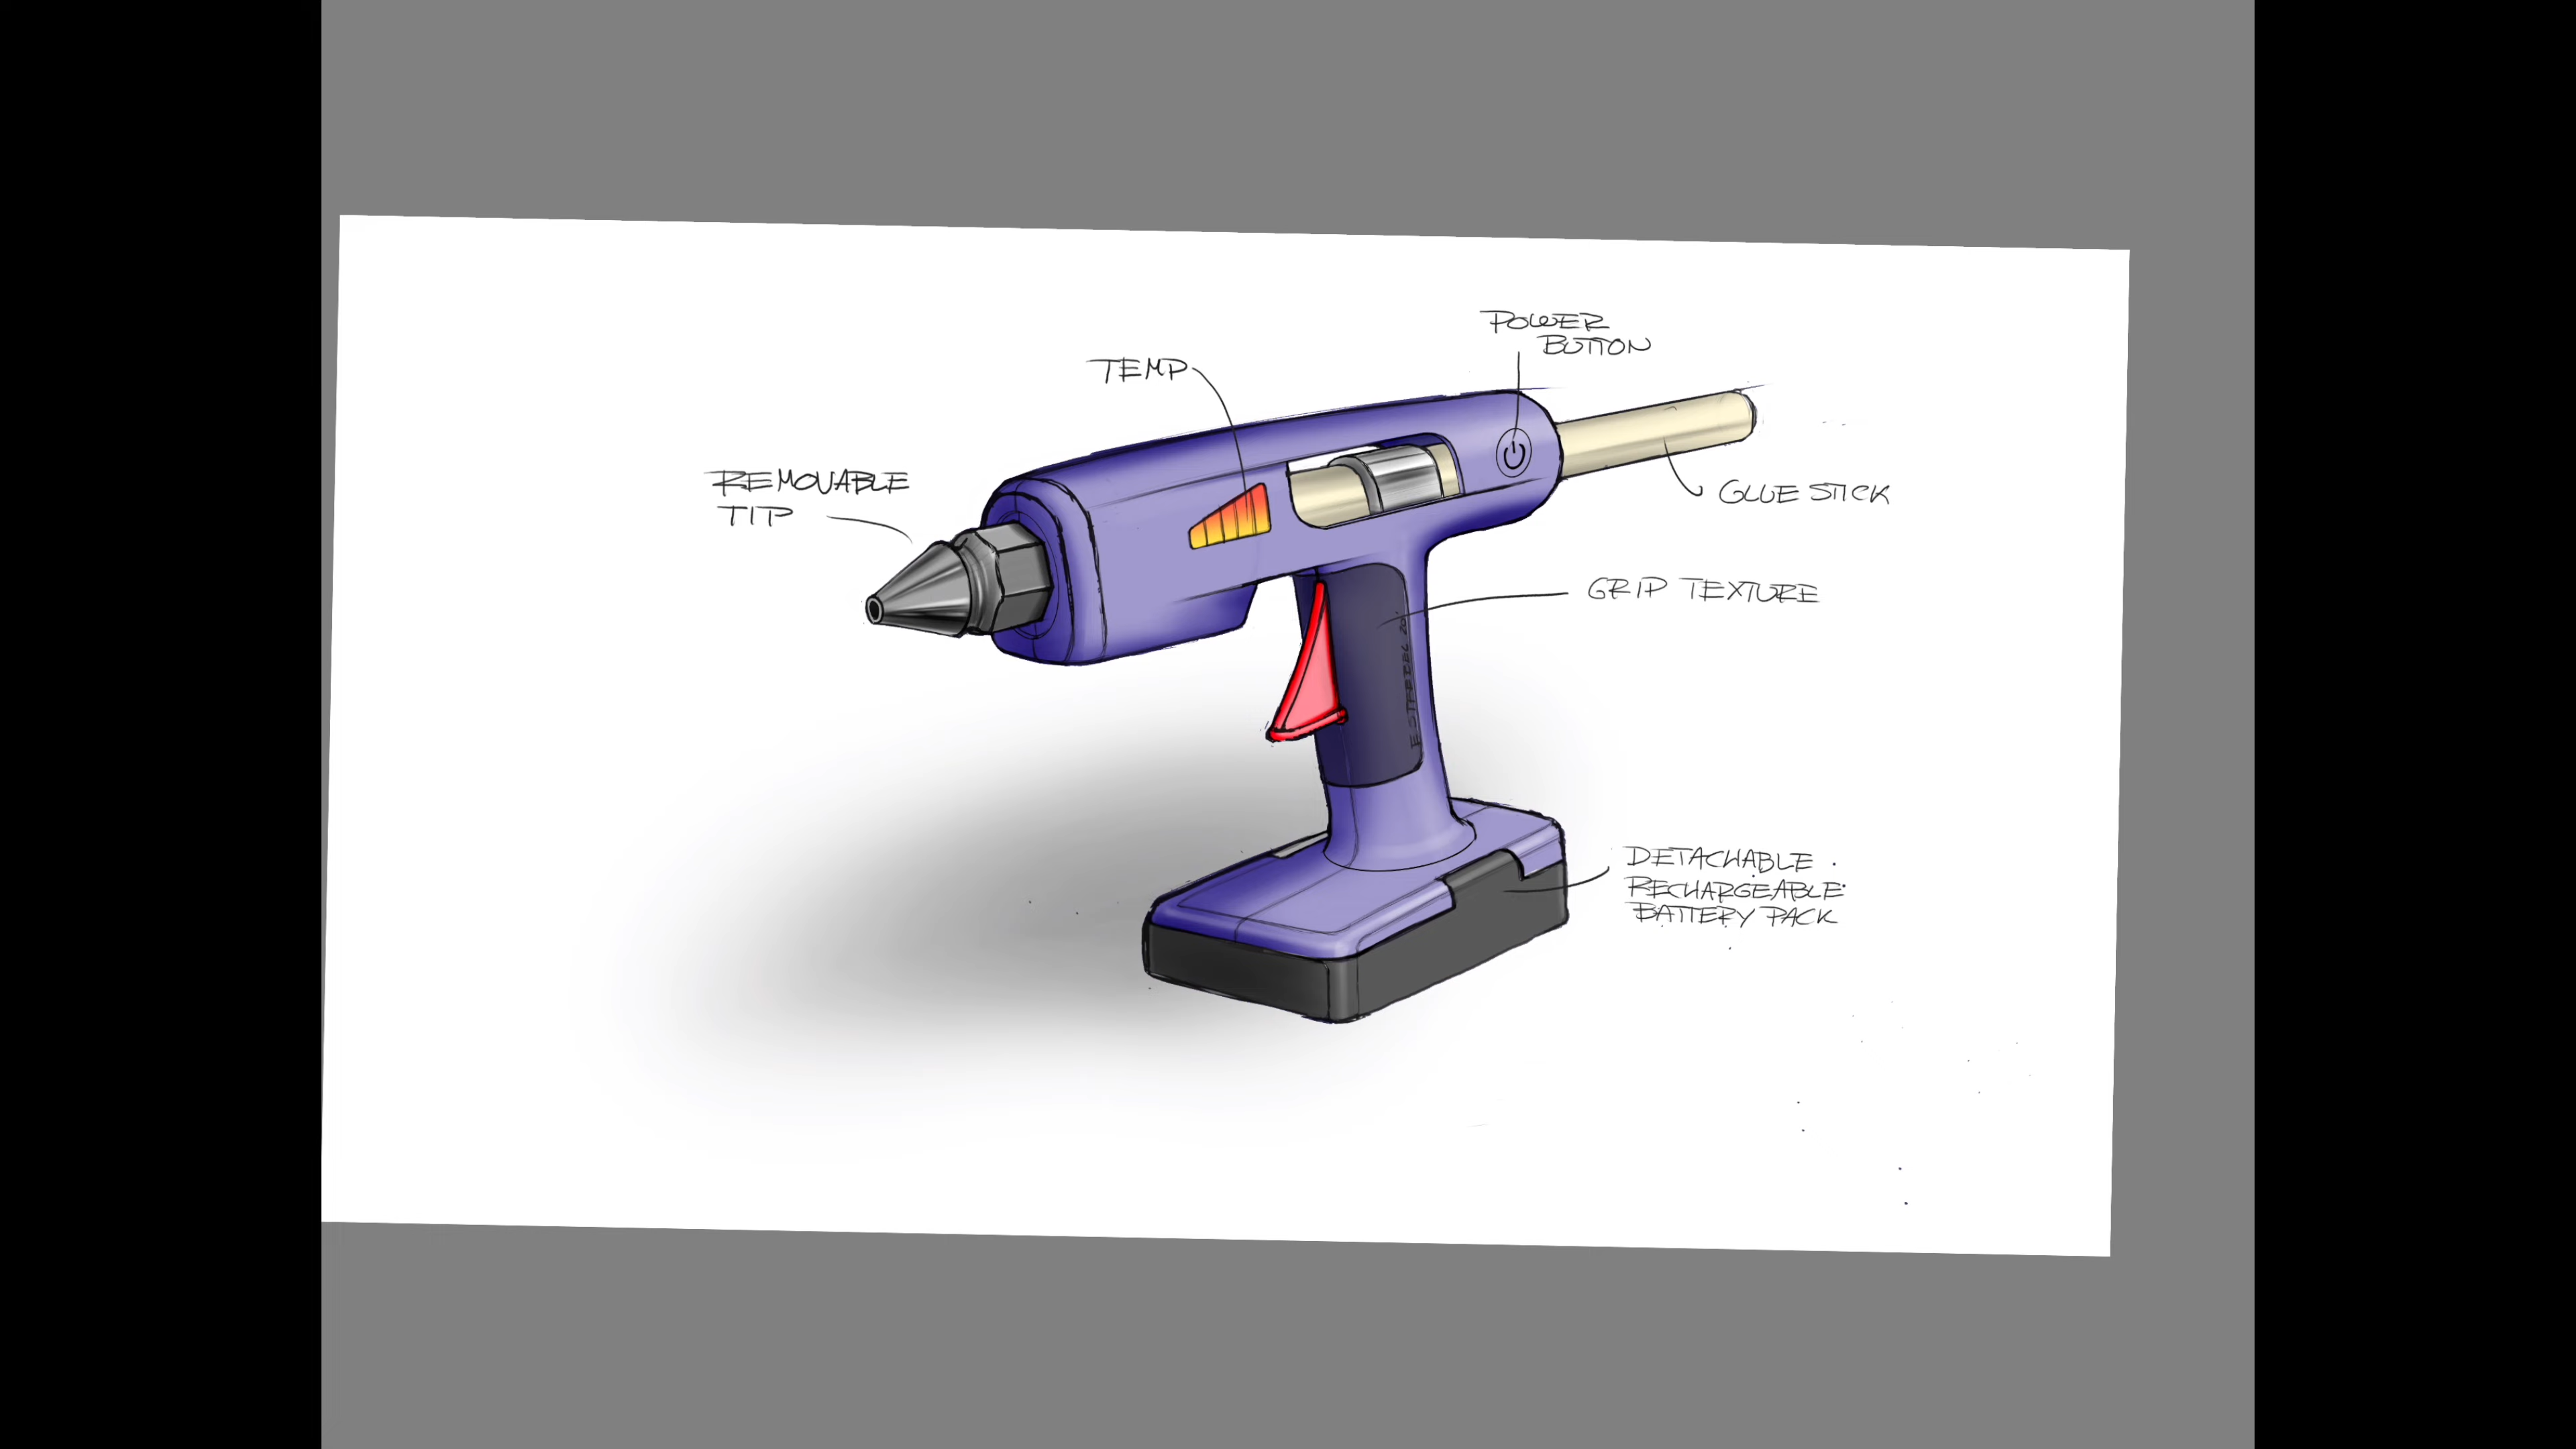 POWER
BUTTON
TEMP
REMOVABLE
TIP
GLUE STICK
GRIP TEXTURE
DETACHABLE
RECHARGEABLE
BATTERY PACK